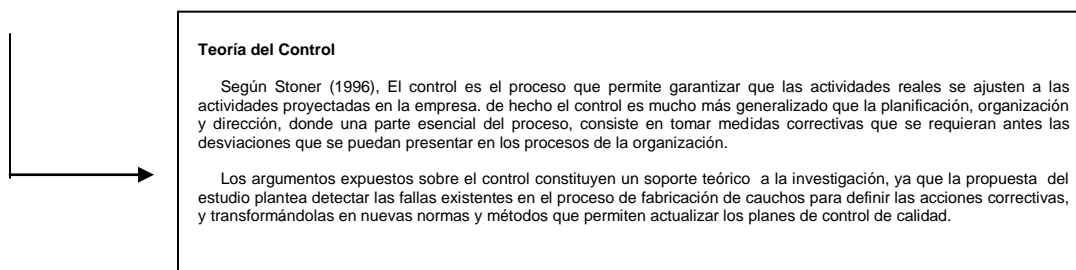 Teoría del Control
Según Stoner (1996), El control es el proceso que permite garantizar que las actividades reales se ajusten a las
actividades proyectadas en la empresa. de hecho el control es mucho más generalizado que la planificación, organización
y dirección, donde una parte esencial del proceso, consiste en tomar medidas correctivas que se requieran antes las
desviaciones que se puedan presentar en los procesos de la organización.
Los argumentos expuestos sobre el control constituyen un soporte teórico a la investigación, ya que la propuesta del
estudio plantea detectar las fallas existentes en el proceso de fabricación de cauchos para definir las acciones correctivas,
y transformándolas en nuevas normas y métodos que permiten actualizar los planes de control de calidad.